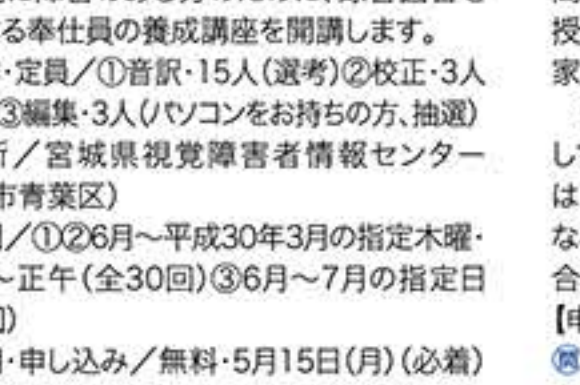 る奉仕員の養成講座を開講します。
・定員／①音訳・15人(選考)②校正・3人
③編集・3人(パソコンをお持ちの方、抽選)
所／宮城県視覚障害者情報センター
市青葉区)
／①②6月～平成30年3月の指定木曜・
～正午(全30回)③6月～7月の指定日
)
・申し込み／無料・5月15日(月)(必着)
授
家
し
は
な
合
【申
問